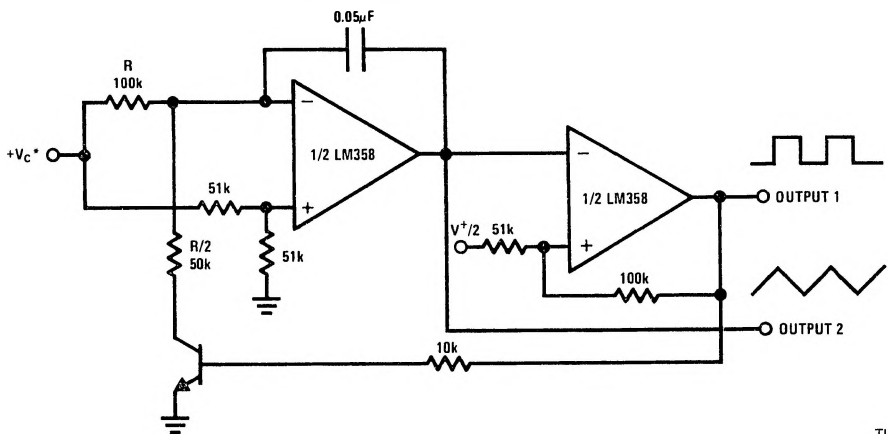 0.05µF
R
100k
+VC*
1/2 LM358
51k
51k
R/2
50k
V+/2
51k
1/2 LM358
100k
10k
OUTPUT 1
OUTPUT 2
−
+
−
+